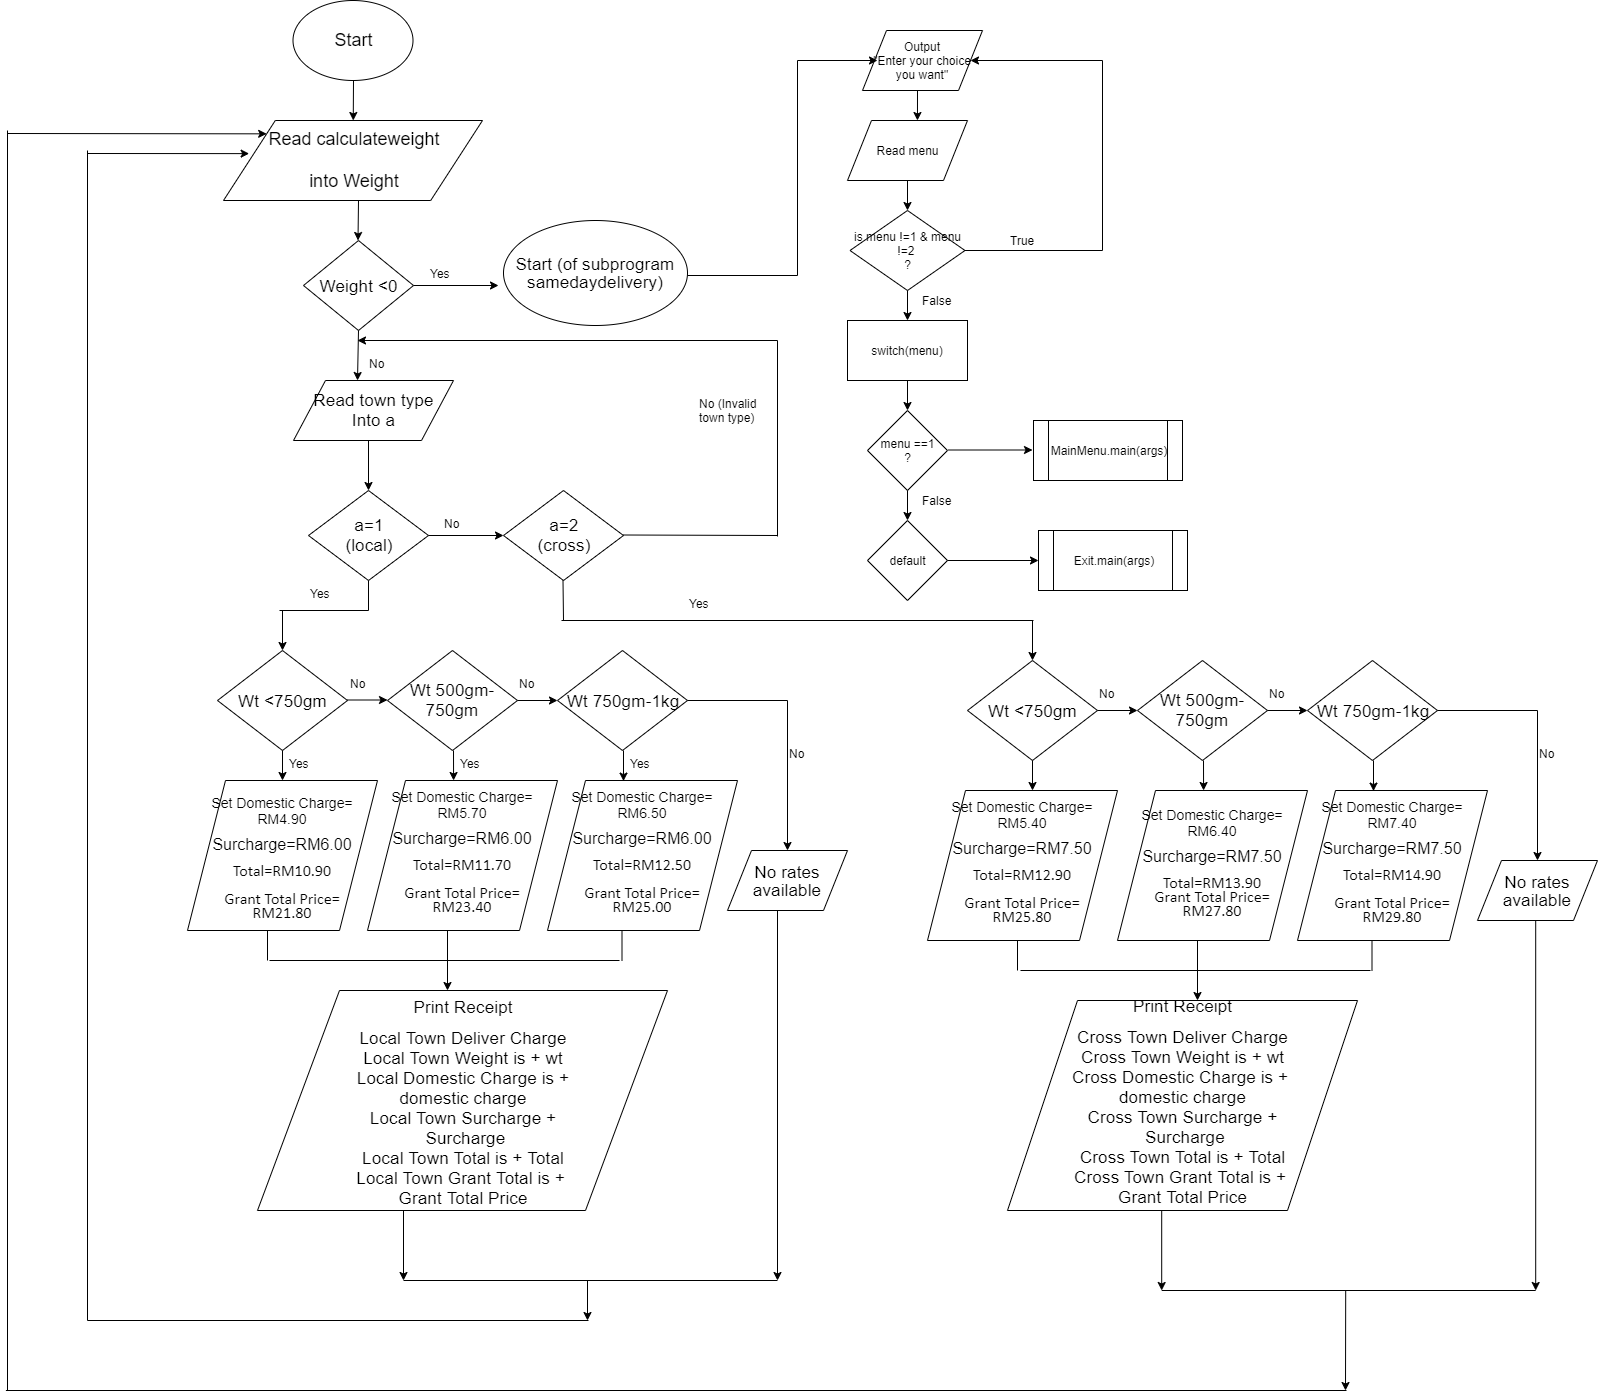 Start
Read calculateweight
into Weight
Weight <0
Yes
Start (of subprogram
samedaydelivery)
No
Read town type
Into a
No (Invalid
town type)
a=1
(local)
No
a=2
(cross)
Yes
Yes
Output
"Enter your choice
you want"
Read menu
is menu !=1 & menu
!=2
?
True
False
switch(menu)
menu ==1
?
MainMenu.main(args)
False
default
Exit.main(args)
Wt <750gm
No
Wt 500gm-
750gm
No
Wt 750gm-1kg
No
Yes
Yes
Yes
Set Domestic Charge=
RM4.90
Surcharge=RM6.00
Total=RM10.90
Grant Total Price=
RM21.80
Set Domestic Charge=
RM5.70
Surcharge=RM6.00
Total=RM11.70
Grant Total Price=
RM23.40
Set Domestic Charge=
RM6.50
Surcharge=RM6.00
Total=RM12.50
Grant Total Price=
RM25.00
No rates
available
Print Receipt
Local Town Deliver Charge
Local Town Weight is + wt
Local Domestic Charge is +
domestic charge
Local Town Surcharge +
Surcharge
Local Town Total is + Total
Local Town Grant Total is +
Grant Total Price
Wt <750gm
No
Wt 500gm-
750gm
No
Wt 750gm-1kg
No
Set Domestic Charge=
RM5.40
Surcharge=RM7.50
Total=RM12.90
Grant Total Price=
RM25.80
Set Domestic Charge=
RM6.40
Surcharge=RM7.50
Total=RM13.90
Grant Total Price=
RM27.80
Set Domestic Charge=
RM7.40
Surcharge=RM7.50
Total=RM14.90
Grant Total Price=
RM29.80
No rates
available
Print Receipt
Cross Town Deliver Charge
Cross Town Weight is + wt
Cross Domestic Charge is +
domestic charge
Cross Town Surcharge +
Surcharge
Cross Town Total is + Total
Cross Town Grant Total is +
Grant Total Price